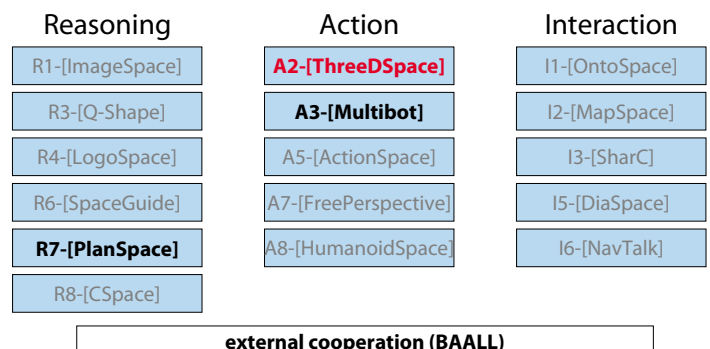 Reasoning
Action
Interaction
R1-[ImageSpace]
A2-[ThreeDSpace]
I1-[OntoSpace]
R3-[Q-Shape]
A3-[Multibot]
I2-[MapSpace]
R4-[LogoSpace]
A5-[ActionSpace]
I3-[SharC]
R6-[SpaceGuide]
A7-[FreePerspective]
I5-[DiaSpace]
R7-[PlanSpace]
A8-[HumanoidSpace]
I6-[NavTalk]
R8-[CSpace]
external cooperation (BAALL)